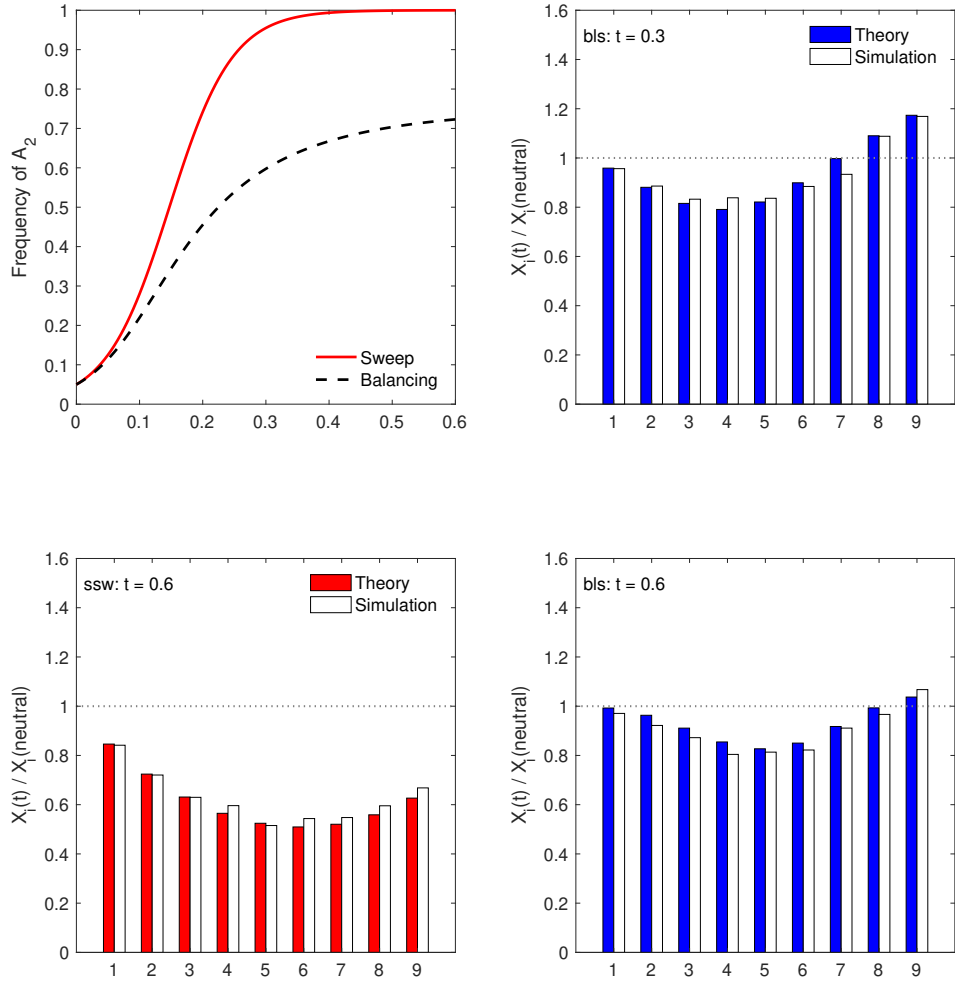 1
0.9
0.8
0.7
0.6
0.5
0.4
0.3
0.2
0.1
0
Frequency of A2
Sweep
Balancing
0 0.1 0.2 0.3 0.4 0.5 0.6
1.6
1.4
1.2
1
0.8
0.6
0.4
0.2
0
Xi(t) / Xi(neutral)
bls: t = 0.3
Theory
Simulation
1 2 3 4 5 6 7 8 9
1.6
1.4
1.2
1
0.8
0.6
0.4
0.2
0
Xi(t) / Xi(neutral)
ssw: t = 0.6
Theory
Simulation
1 2 3 4 5 6 7 8 9
1.6
1.4
1.2
1
0.8
0.6
0.4
0.2
0
Xi(t) / Xi(neutral)
bls: t = 0.6
1 2 3 4 5 6 7 8 9